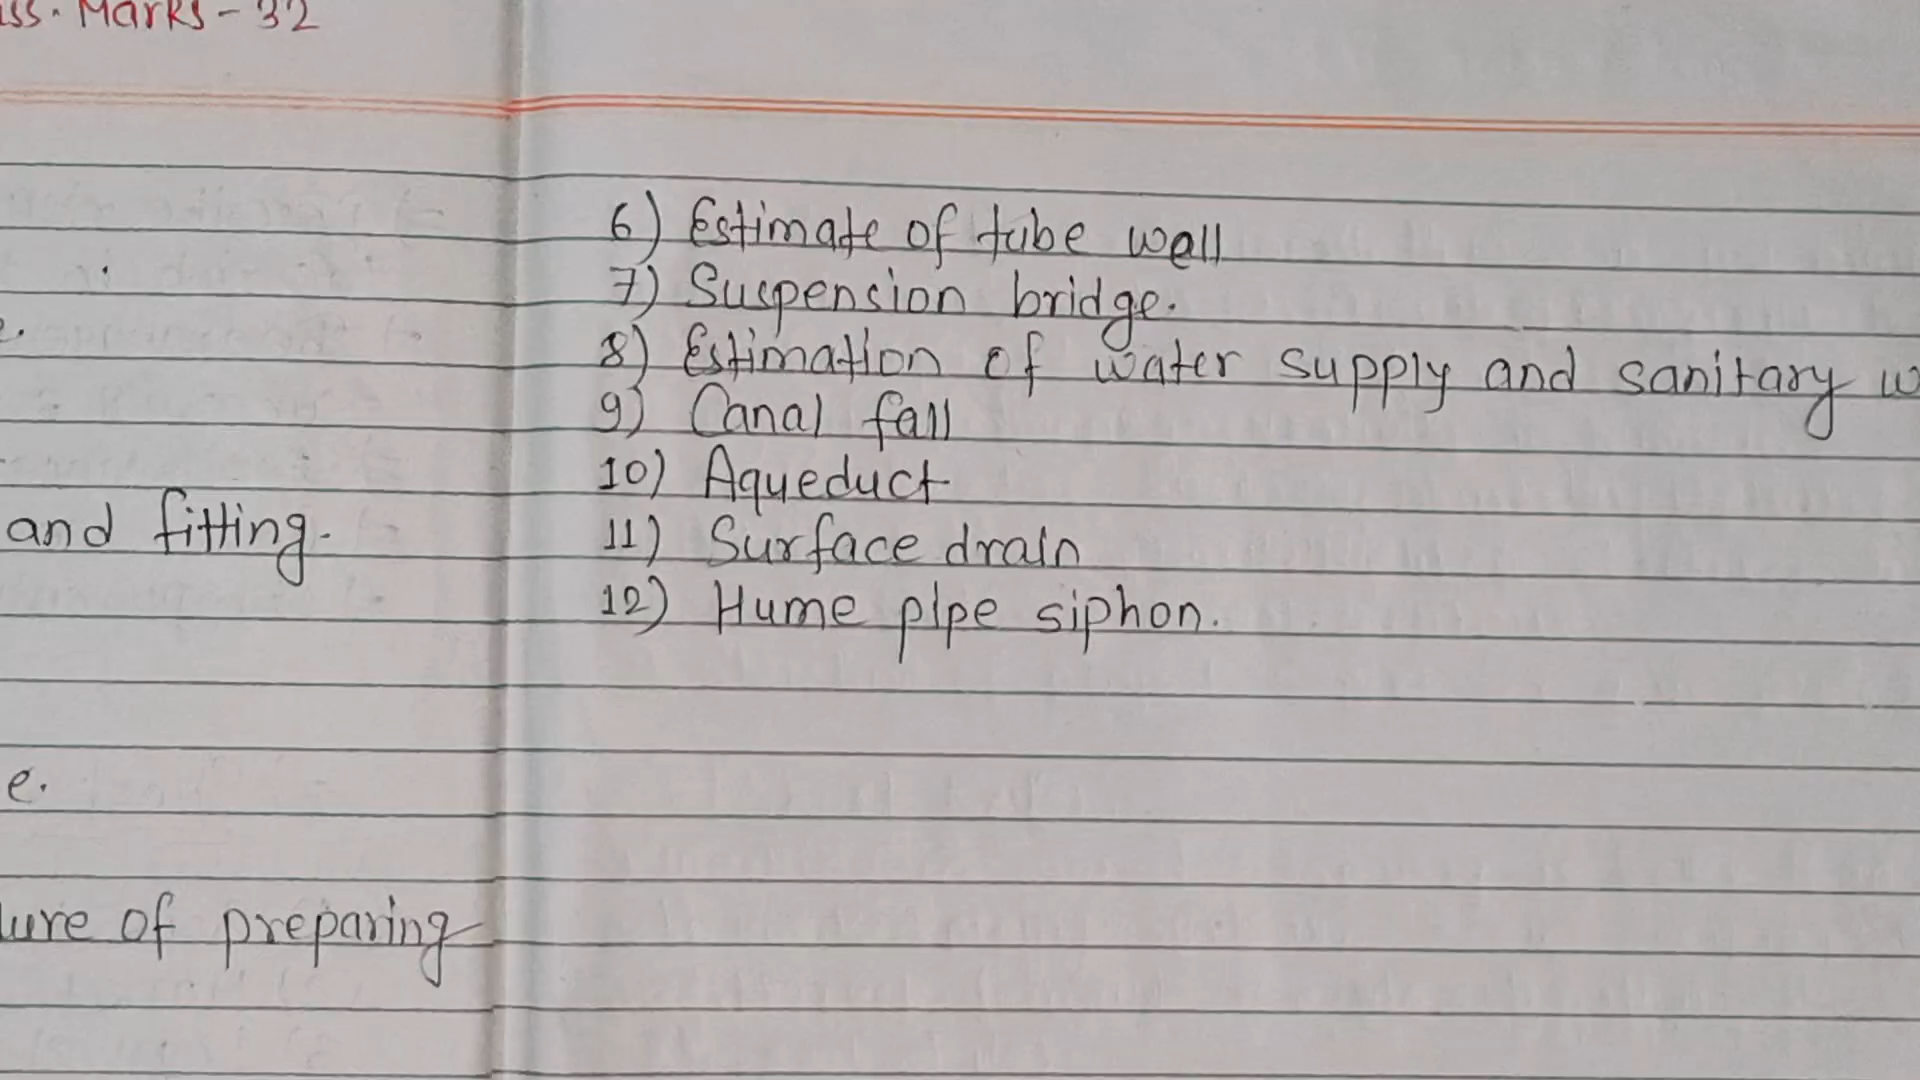 Marks - 32
6) Estimate of tube well
7) Suspension bridge.
8) Estimation of water supply and sanitary
9) Canal fall
10) Aqueduct
and fitting.
11) Surface drain
12) Hume pipe siphon.
e.
of preparing